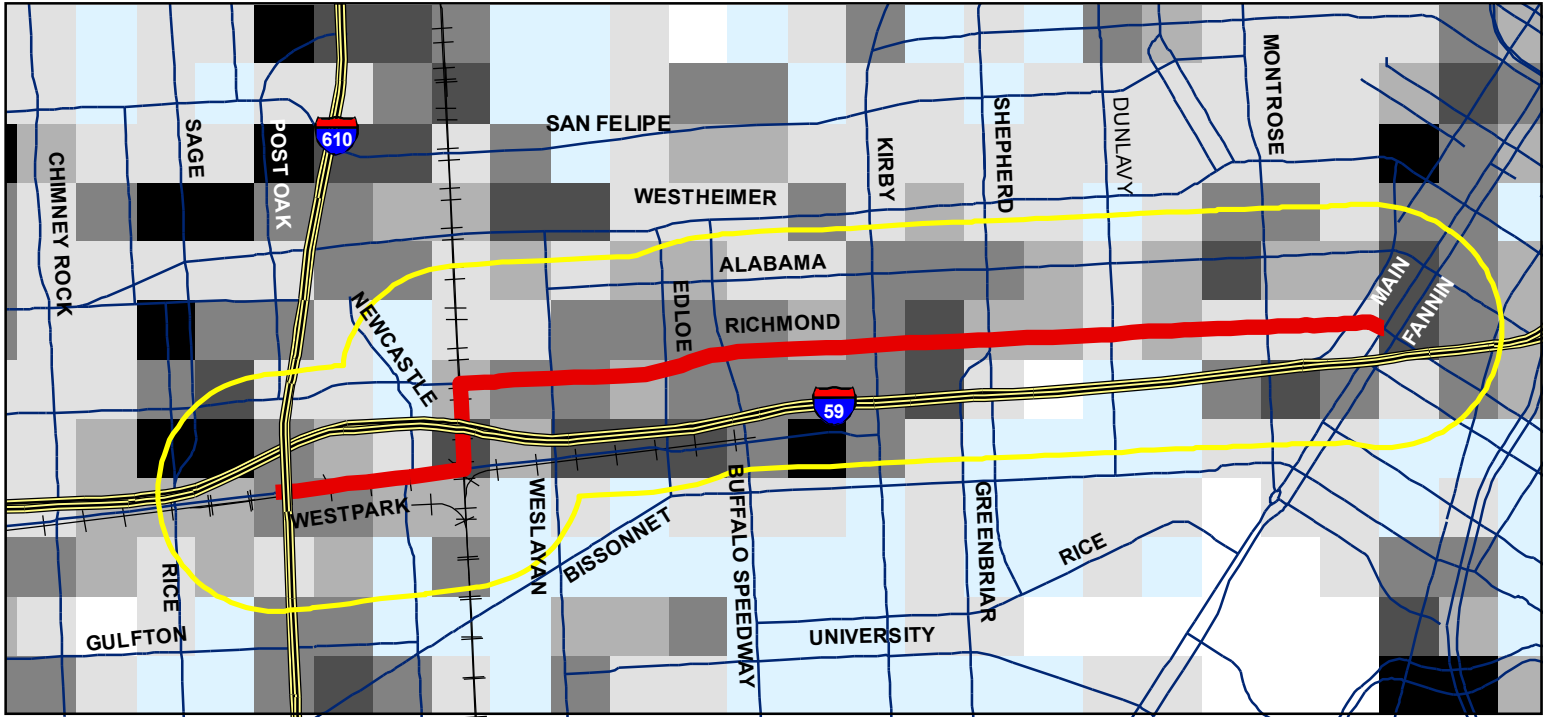 MONTROSE
SAGE
POST OAK
610
SAN FELIPE
SHEPHERD
DUNLAVY
CHIMNEY ROCK
KIRBY
WESTHEIMER
ALABAMA
MAIN
FANNIN
EDLOE
NEWCASTLE
RICHMOND
59
WESTPARK
WESLAYAN
BISSONNET
BUFFALO SPEEDWAY
GREENBRIAR
RICE
RICE
GULFTON
UNIVERSITY